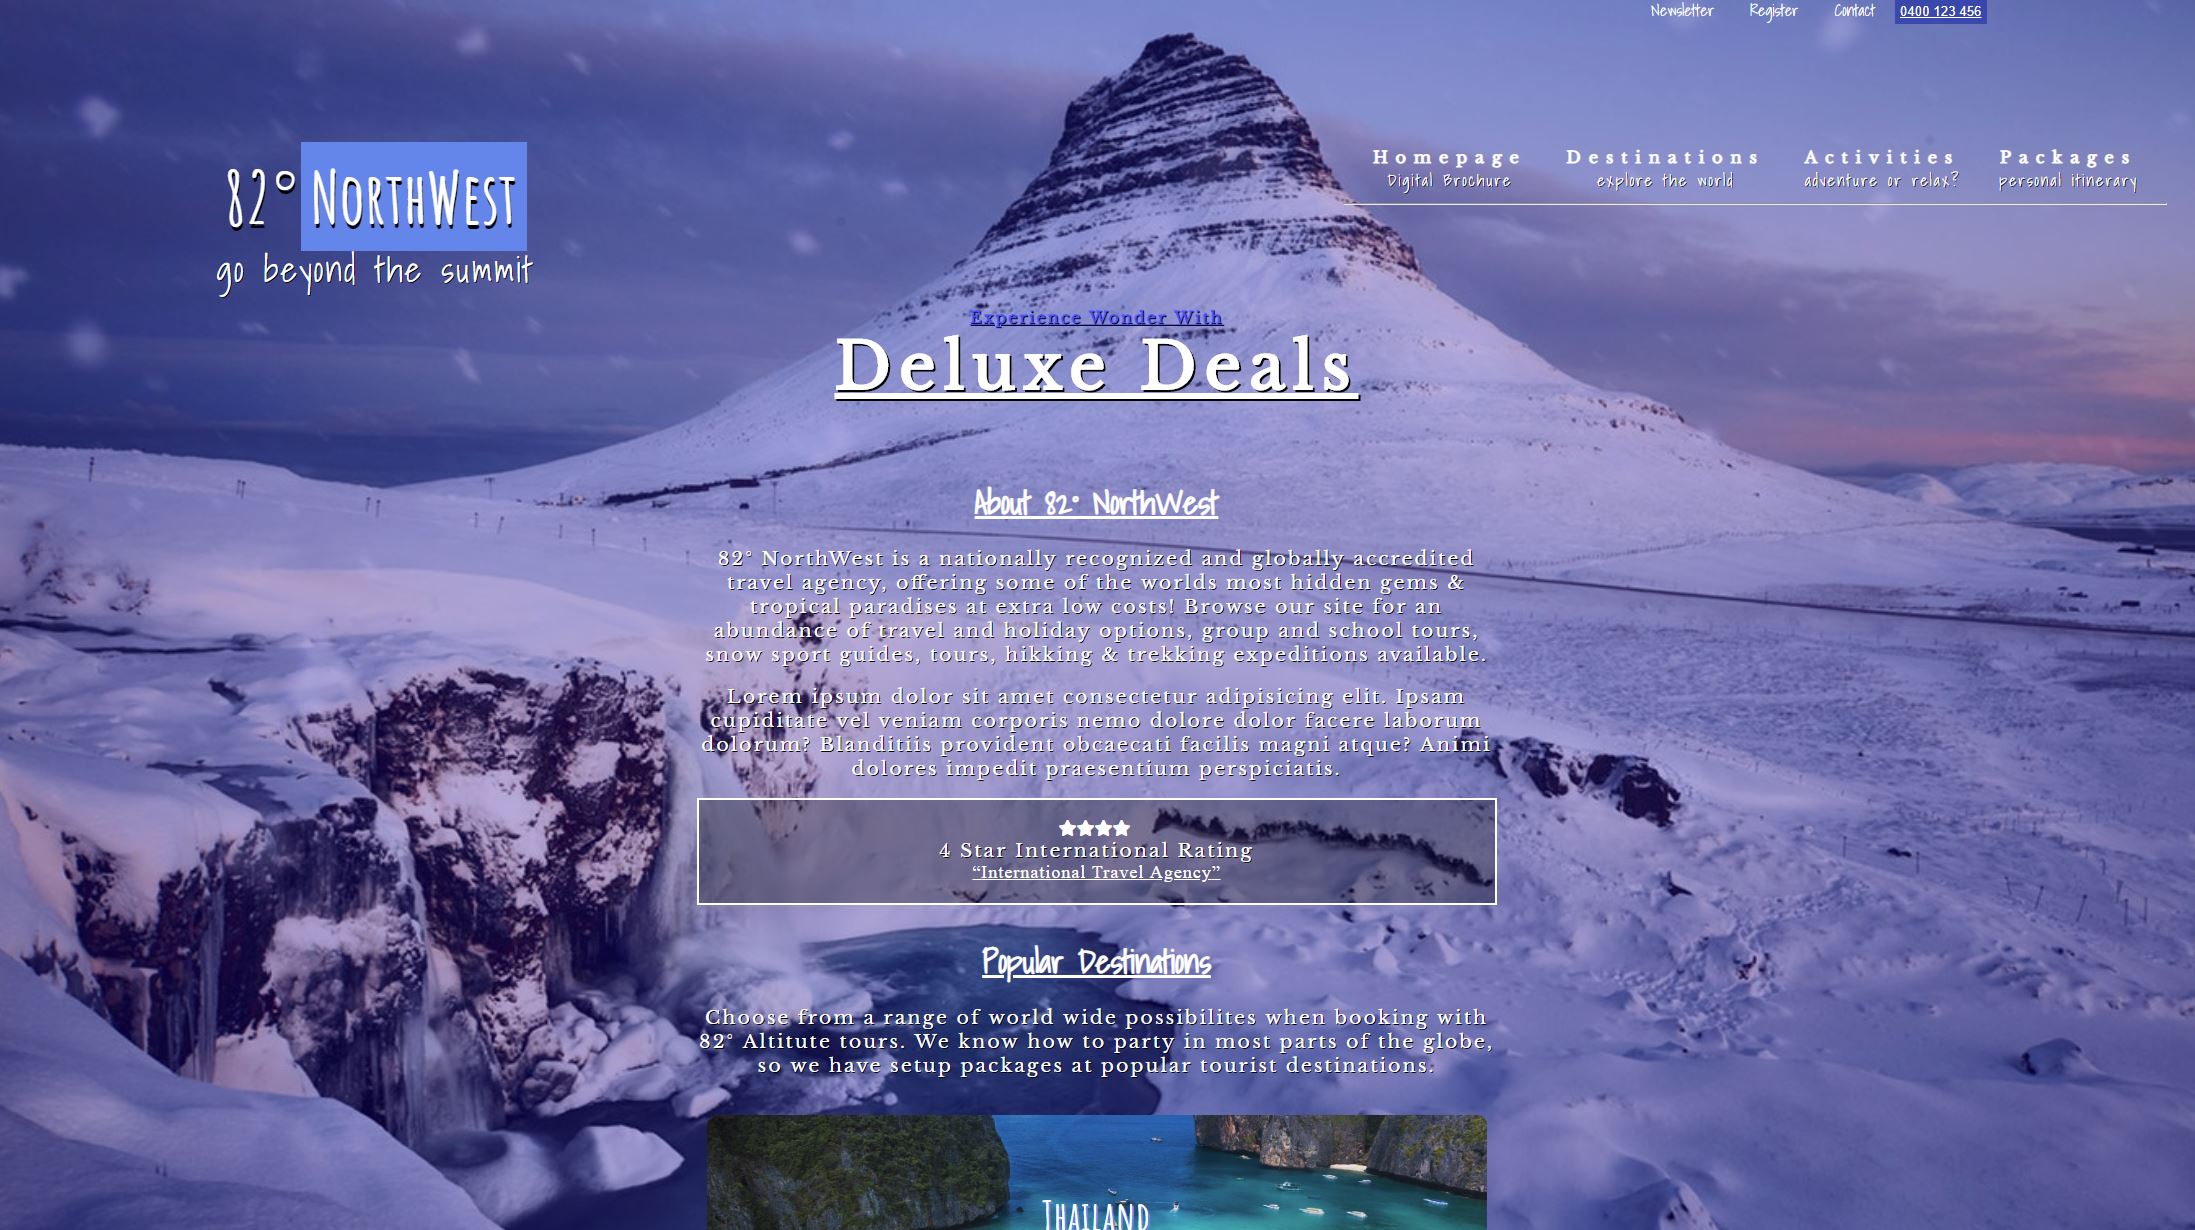 Newsletter Register Contact 0400 123 456
Homepage Destinations Activities Packages
Digital Brochure explore the world adventure or relax? personal itinerary
82° NorthWest
go beyond the summit
Experience Wonder With
Deluxe Deals
About 82° NorthWest
82° NorthWest is a nationally recognized and globally accredited
travel agency, offering some of the worlds most hidden gems &
tropical paradises at extra low costs! Browse our site for an
abundance of travel and holiday options, group and school tours,
snow sport guides, tours, hikking & trekking expeditions available.
Lorem ipsum dolor sit amet consectetur adipisicing elit. Ipsam
cupiditate vel veniam corporis nemo dolore dolor facere laborum
dolorum? Blanditiis provident obcaecati facilis magni atque? Animi
dolores impedit praesentium perspiciatis.
4 Star International Rating
“International Travel Agency”
Popular Destinations
Choose from a range of world wide possibilites when booking with
82° Altitute tours. We know how to party in most parts of the globe,
so we have setup packages at popular tourist destinations.
Thailand